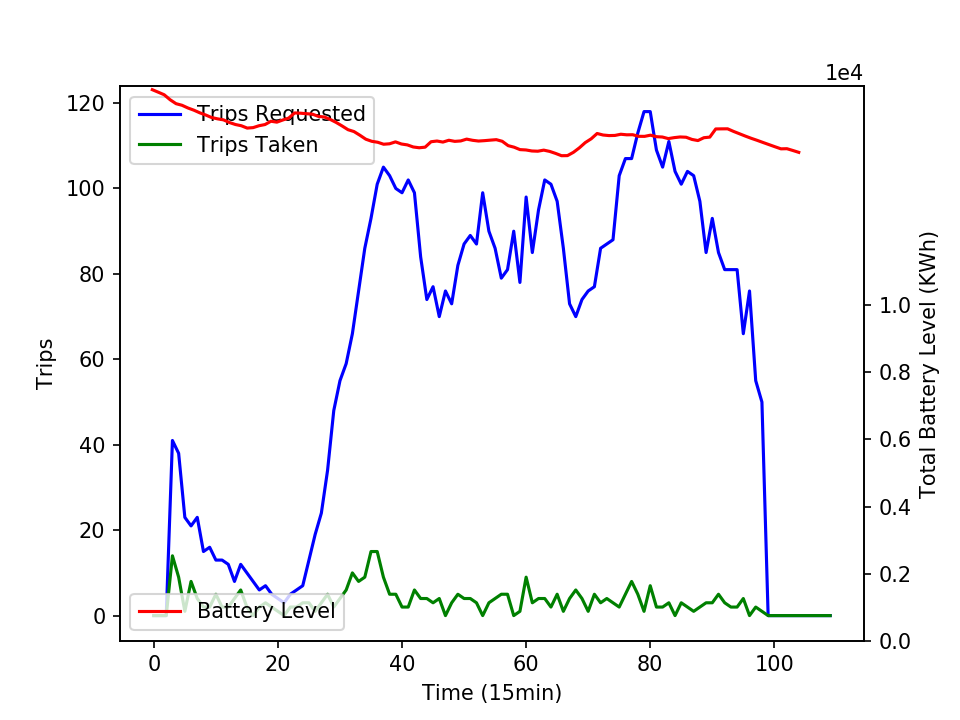 1e4
120
100
80
60
40
20
0
Trips
Trips Requested
Trips Taken
Battery Level
1.0
0.8
0.6
0.4
0.2
0.0
Total Battery Level (KWh)
0 20 40 60 80 100
Time (15min)